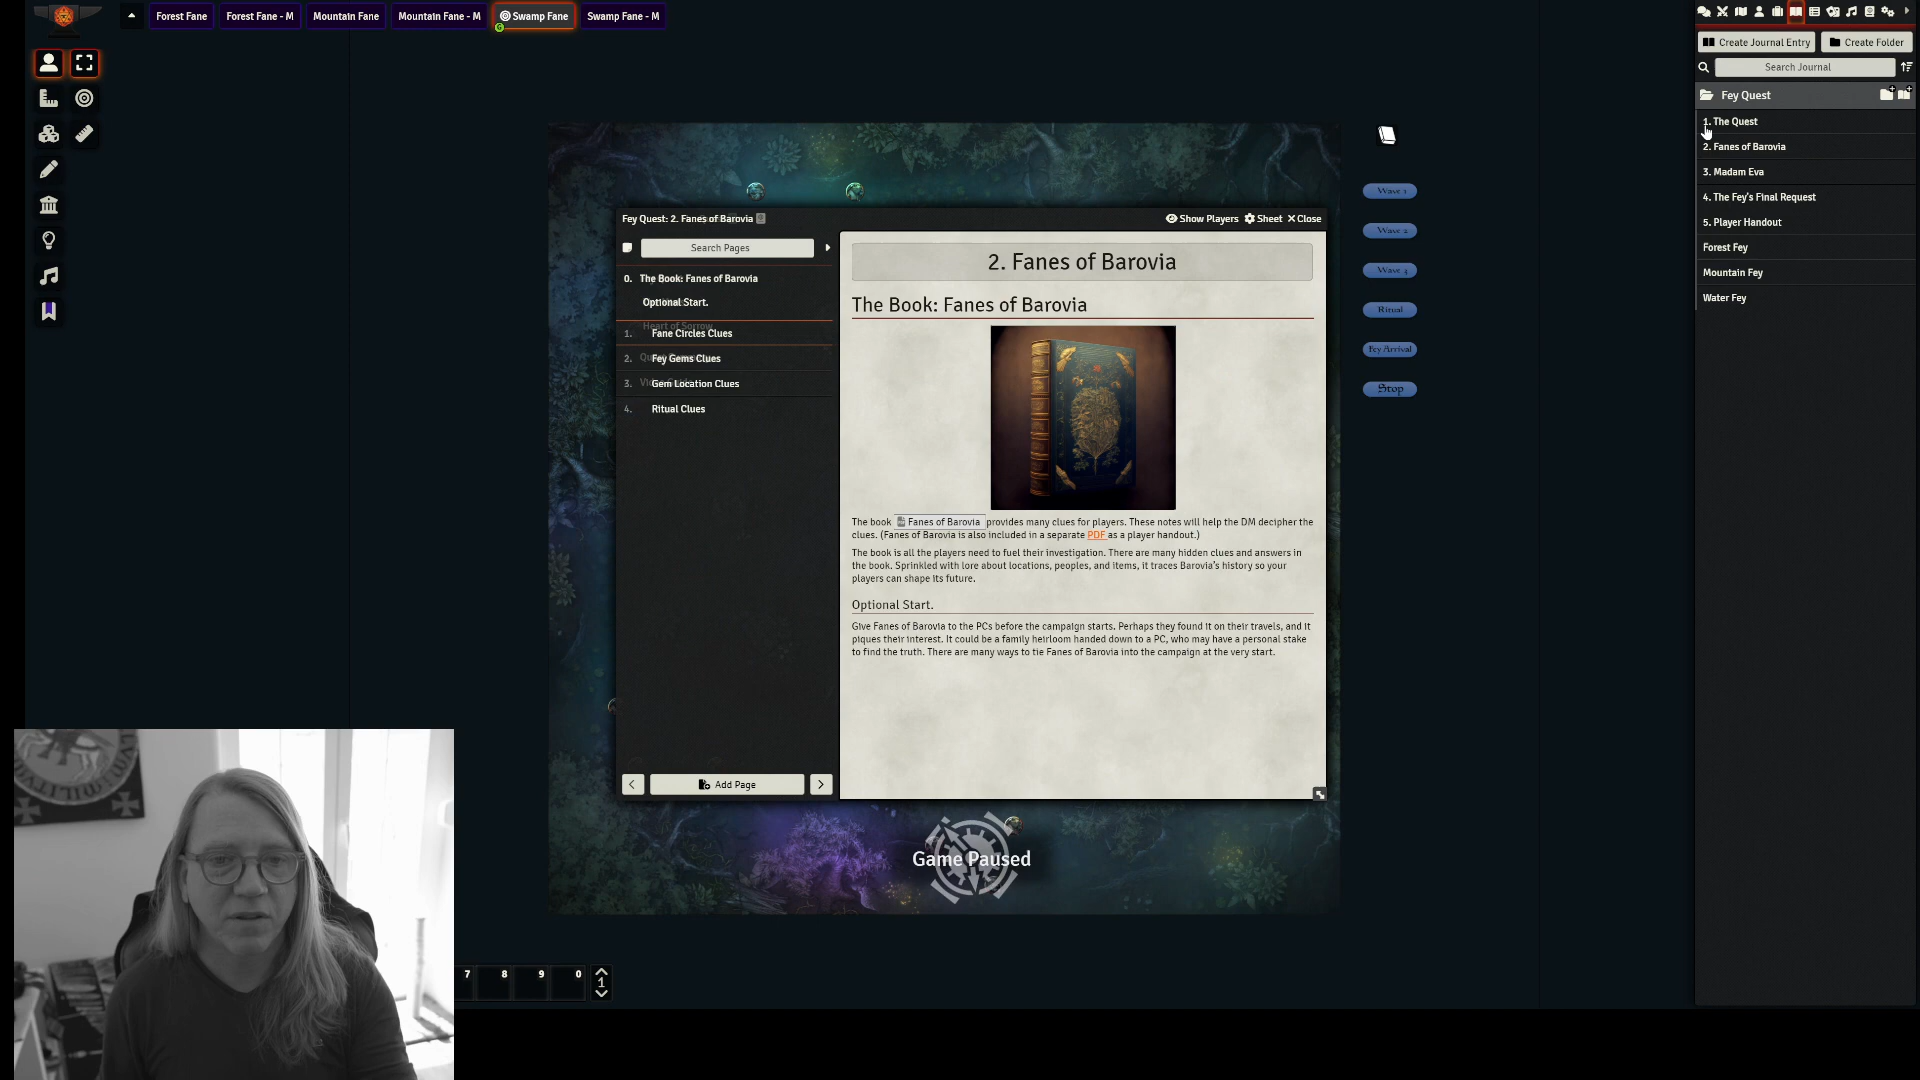 Forest Fane
Forest Fane - M
Mountain Fane
Mountain Fane - M
Swamp Fane
Swamp Fane - M
G
Create Journal Entry
Create Folder
Search Journal
Fey Quest
1. The Quest
2. Fanes of Barovia
3. Madam Eva
4. The Fey's Final Request
5. Player Handout
Forest Fey
Mountain Fey
Water Fey
Wave 1
Wave 2
Wave 4
Ritual
Fey Arrival
Stop
Fey Quest: 2. Fanes of Barovia
Show Players
Sheet
Close
Search Pages
0. The Book: Fanes of Barovia
Optional Start.
Heart of Sorrow
1. Fane Circles Clues
2. Fey Gems Clues
3. Gem Location Clues
4. Ritual Clues
Add Page
2. Fanes of Barovia
The Book: Fanes of Barovia
The book Fanes of Barovia provides many clues for players. These notes will help the DM decipher the
clues. (Fanes of Barovia is also included in a separate PDF as a player handout.)
The book is all the players need to fuel their investigation. There are many hidden clues and answers in
the book. Sprinkled with lore about locations, peoples, and items, it traces Barovia's history so your
players can shape its future.
Optional Start.
Give Fanes of Barovia to the PCs before the campaign starts. Perhaps they found it on their travels, and it
piques their interest. It could be a family heirloom handed down to a PC, who may have a personal stake
to find the truth. There are many ways to tie Fanes of Barovia into the campaign at the very start.
Game Paused
7
8
9
0
1